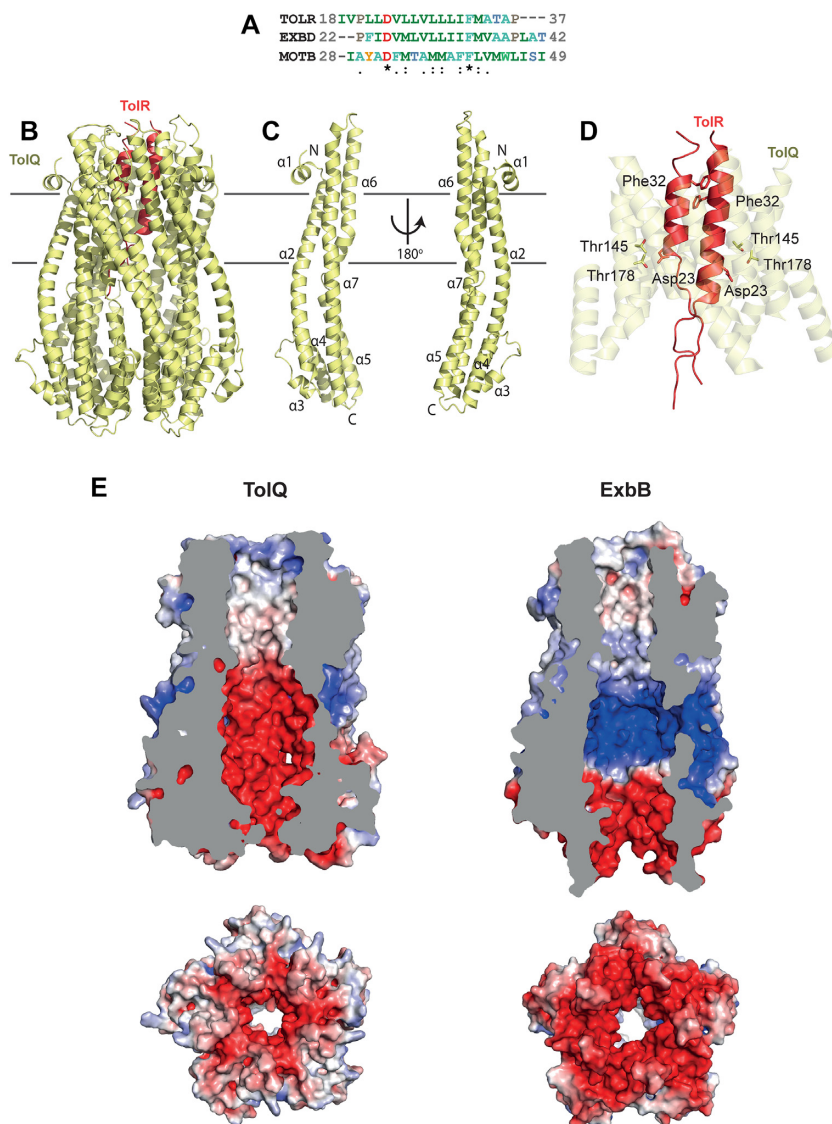 A
TOLR 18IVPLLDVLLVLLLIFMATAP--- 37
EXBD 22--PFIDVMLVLLIIFMVAAPLAT 42
MOTB 28-IAYADFMTAMMAFFLVMWLISI 49
. * : . : : : * : .
B
TolR
TolQ
C
N
α1
α6
α2
α7
α4
α5
α3
C
180°
N
α1
α6
α2
α7
α5
α4
α3
C
D
TolR
TolQ
Phe32
Phe32
Thr145
Thr178
Asp23
Thr145
Thr178
Asp23
E
TolQ
ExbB